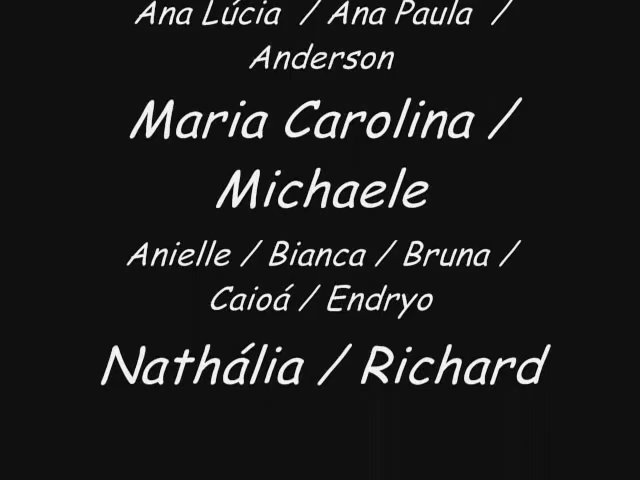 Ana Lúcia / Ana Paula /
Anderson
Maria Carolina /
Michaele
Anielle / Bianca / Bruna /
Caioá / Endryo
Nathália / Richard